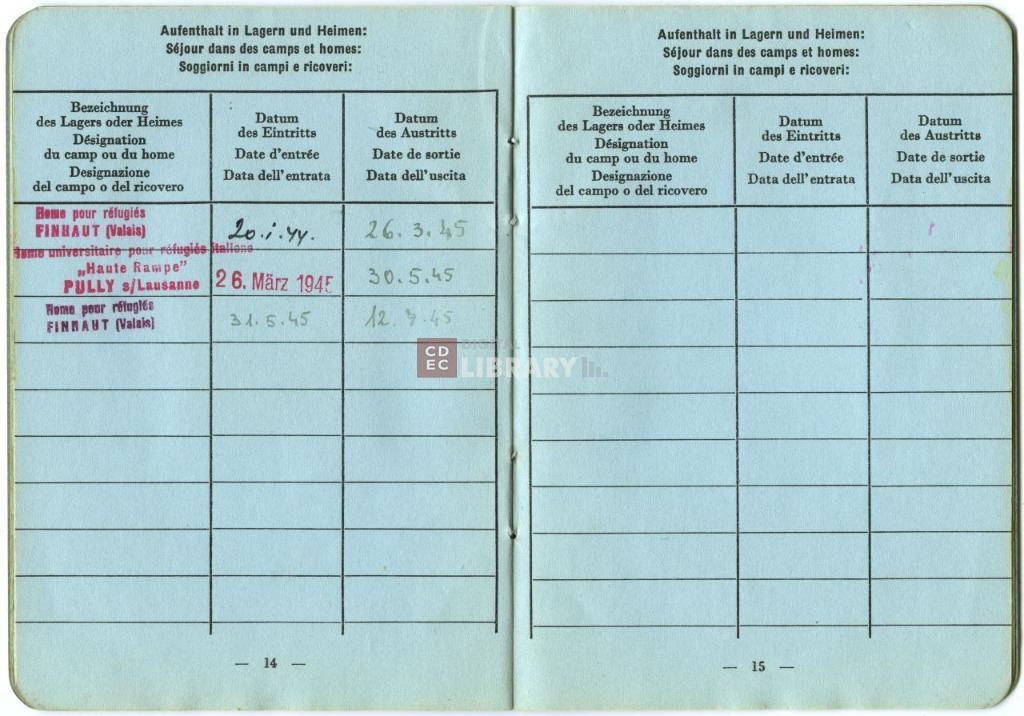 Aufenthalt in Lagern und Heimen:
Séjour dans des camps et homes:
Soggiorni in campi e ricoveri:
Bezeichnung
des Lagers oder Heimes
Désignation
du camp ou du home
Designazione
del campo o del ricovero
Datum
des Eintritts
Date d'entrée
Data dell'entrata
Datum
des Austritts
Date de sortie
Data dell'uscita
Home pour réfugiés
FINHAUT (Valais)
20.i.44.
26.3.45
Home universitaire pour réfugiés italiens
„Haute Rampe”
PULLY s/Lausanne
26. März 1945
30.5.45
Home pour réfugiés
FINHAUT (Valais)
31.5.45
12.7.45
— 14 —
Aufenthalt in Lagern und Heimen:
Séjour dans des camps et homes:
Soggiorni in campi e ricoveri:
Bezeichnung
des Lagers oder Heimes
Désignation
du camp ou du home
Designazione
del campo o del ricovero
Datum
des Eintritts
Date d'entrée
Data dell'entrata
Datum
des Austritts
Date de sortie
Data dell'uscita
— 15 —
CD
EC
DIGITAL
LIBRARY